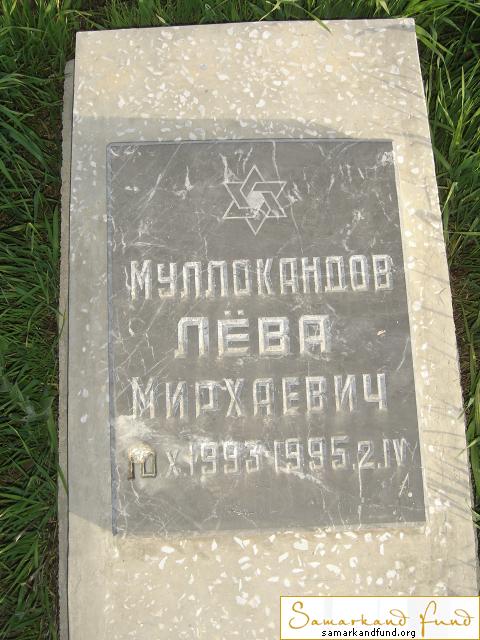 МУЛЛОКАНДОВ
ЛЁВА
МИРХАЕВИЧ
10 X.1993-1995.2.IV
Samarkand Fund
samarkandfund.org